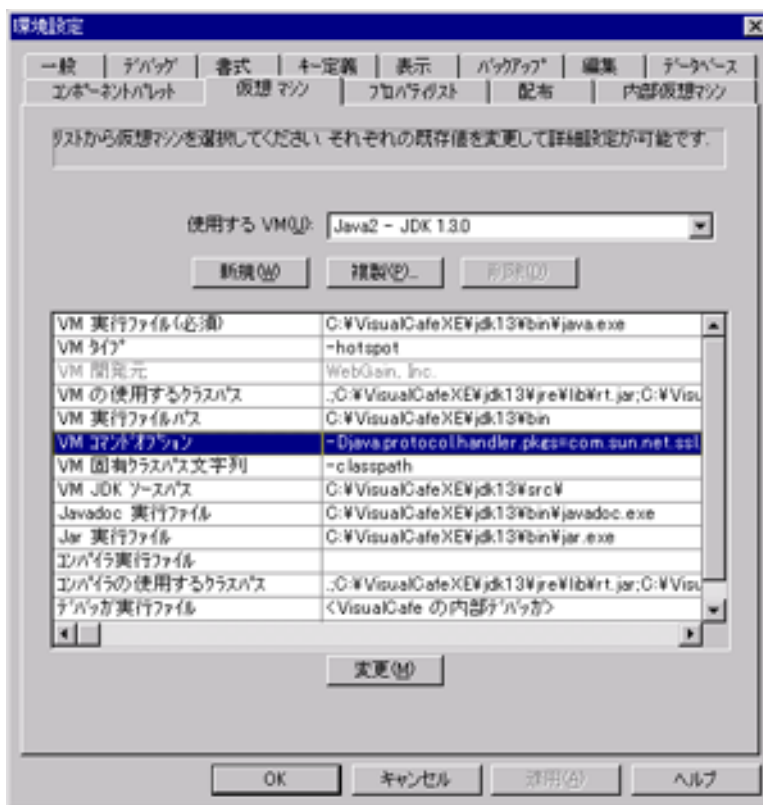 環境設定
一般 ﾃﾞﾊﾞｯｸﾞ 書式 ｷｰ定義 表示 ﾊﾞｯｸｱｯﾌﾟ 編集 ﾃﾞｰﾀﾍﾞｰｽ
ｺﾝﾎﾟｰﾈﾝﾄﾊﾟﾚｯﾄ 仮想 ﾏｼﾝ ﾌﾟﾛﾊﾟﾃｨﾘｽﾄ 配布 内部仮想ﾏｼﾝ
ﾘｽﾄから仮想ﾏｼﾝを選択してください それぞれの既存値を変更して詳細設定が可能です.
使用する VM(U): Java2 - JDK 1.3.0
新規(W) 複製(P)... 削除(D)
VM 実行ﾌｧｲﾙ(必須) C:¥VisualCafeXE¥jdk13¥bin¥java.exe
VM ﾀｲﾌﾟ -hotspot
VM 開発元 WebGain, Inc.
VM の使用するｸﾗｽﾊﾟｽ .;C:¥VisualCafeXE¥jdk13¥jre¥lib¥rt.jar;C:¥Visu
VM 実行ﾌｧｲﾙﾊﾟｽ C:¥VisualCafeXE¥jdk13¥bin
VM ｺﾏﾝﾄﾞｵﾌﾟｼｮﾝ -Djava.protocol.handler.pkgs=com.sun.net.ssl
VM 固有ｸﾗｽﾊﾟｽ文字列 -classpath
VM JDK ｿｰｽﾊﾟｽ C:¥VisualCafeXE¥jdk13¥src¥
Javadoc 実行ﾌｧｲﾙ C:¥VisualCafeXE¥jdk13¥bin¥javadoc.exe
Jar 実行ﾌｧｲﾙ C:¥VisualCafeXE¥jdk13¥bin¥jar.exe
ｺﾝﾊﾟｲﾗ実行ﾌｧｲﾙ
ｺﾝﾊﾟｲﾗの使用するｸﾗｽﾊﾟｽ .;C:¥VisualCafeXE¥jdk13¥jre¥lib¥rt.jar;C:¥Visu
ﾃﾞﾊﾞｯｶﾞ実行ﾌｧｲﾙ <VisualCafe の内部ﾃﾞﾊﾞｯｶﾞ>
変更(M)
OK キャンセル 適用(A) ヘルプ